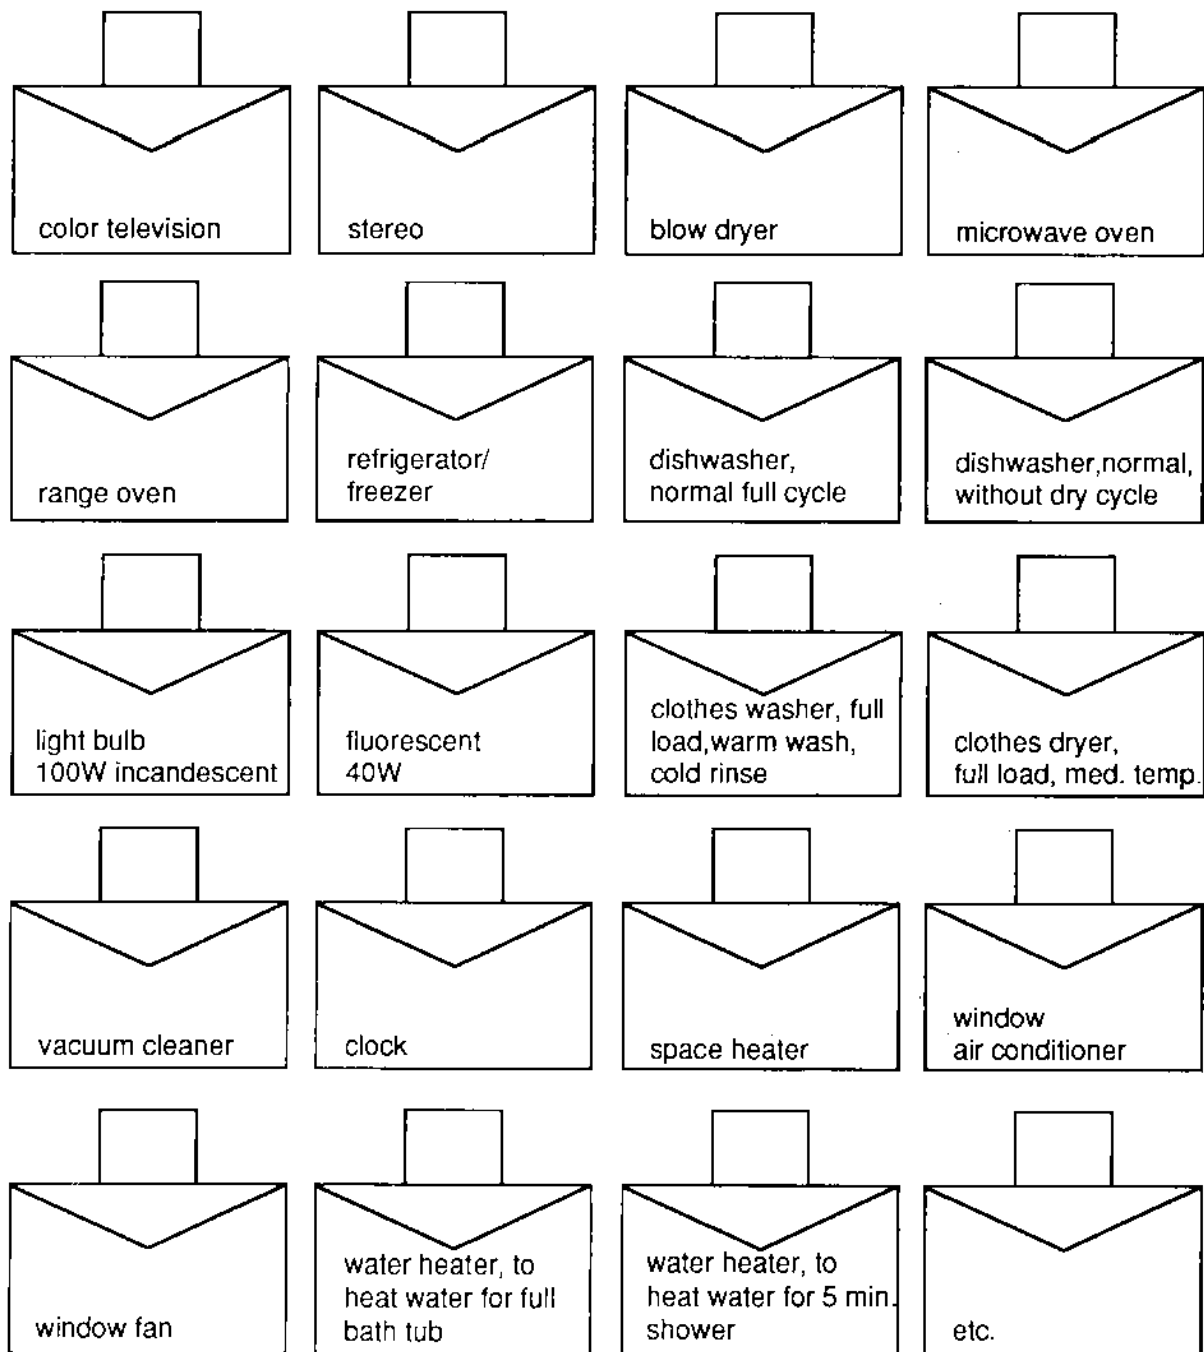 color television
stereo
blow dryer
microwave oven
range oven
refrigerator/
freezer
dishwasher,
normal full cycle
dishwasher,normal,
without dry cycle
light bulb
100W incandescent
fluorescent
40W
clothes washer, full
load,warm wash,
cold rinse
clothes dryer,
full load, med. temp.
vacuum cleaner
clock
space heater
window
air conditioner
window fan
water heater, to
heat water for full
bath tub
water heater, to
heat water for 5 min.
shower
etc.